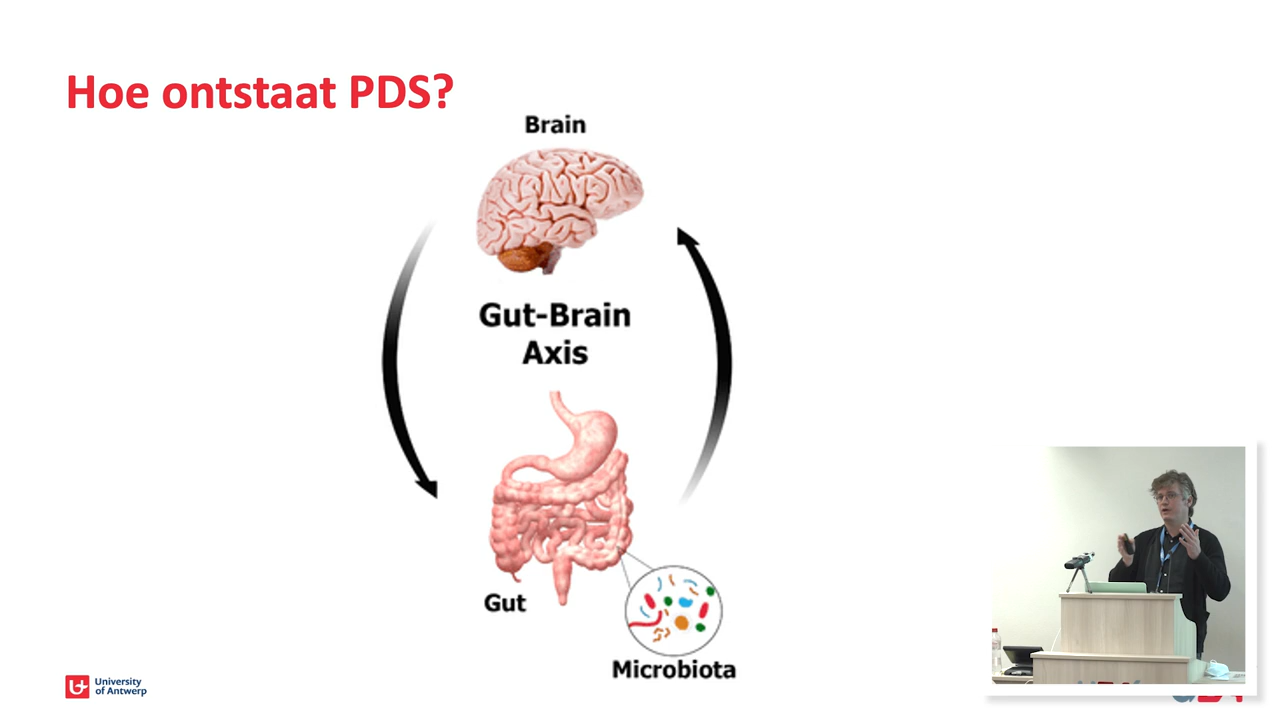 Hoe ontstaat PDS?
Brain
Gut-Brain
Axis
Gut
Microbiota
University
of Antwerp